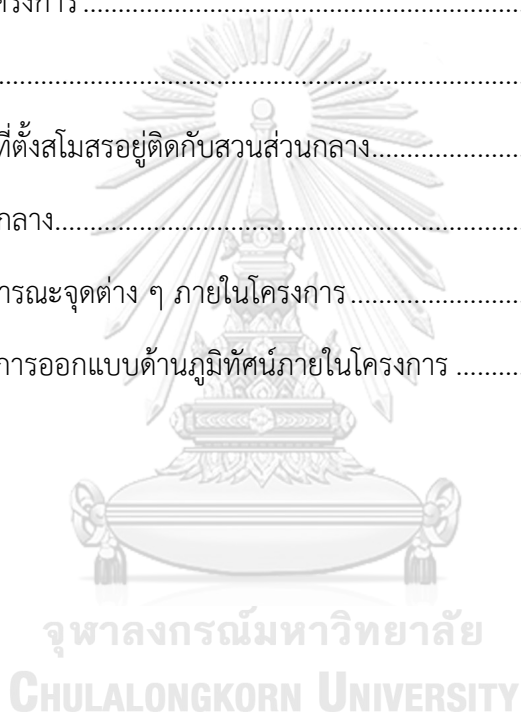 ครงการ ....................................................................
....................................................................
ที่ตั้งสโมสรอยู่ติดกับสวนส่วนกลาง....................
กลาง....................................................................
ารณะจุดต่าง ๆ ภายในโครงการ....................
การออกแบบด้านภูมิทัศน์ภายในโครงการ ..........
จุฬาลงกรณ์มหาวิทยาลัย
CHULALONGKORN UNIVERSITY